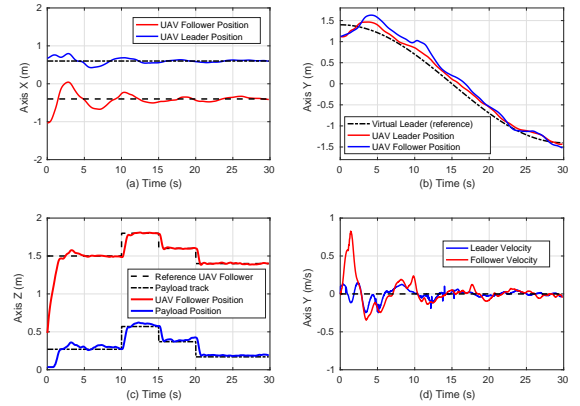 2
1
0
-1
-2
Axis X (m)
UAV Follower Position
UAV Leader Position
0 5 10 15 20 25 30
(a) Time (s)
1.5
1
0.5
0
-0.5
-1
-1.5
Axis Y (m)
Virtual Leader (reference)
UAV Leader Position
UAV Follower Position
0 5 10 15 20 25 30
(b) Time (s)
2
1.5
1
0.5
0
Axis Z (m)
Reference UAV Follower
Payload track
UAV Follower Position
Payload Position
0 5 10 15 20 25 30
(c) Time (s)
1
0.5
0
-0.5
-1
Axis Y (m/s)
Leader Velocity
Follower Velocity
0 5 10 15 20 25 30
(d) Time (s)